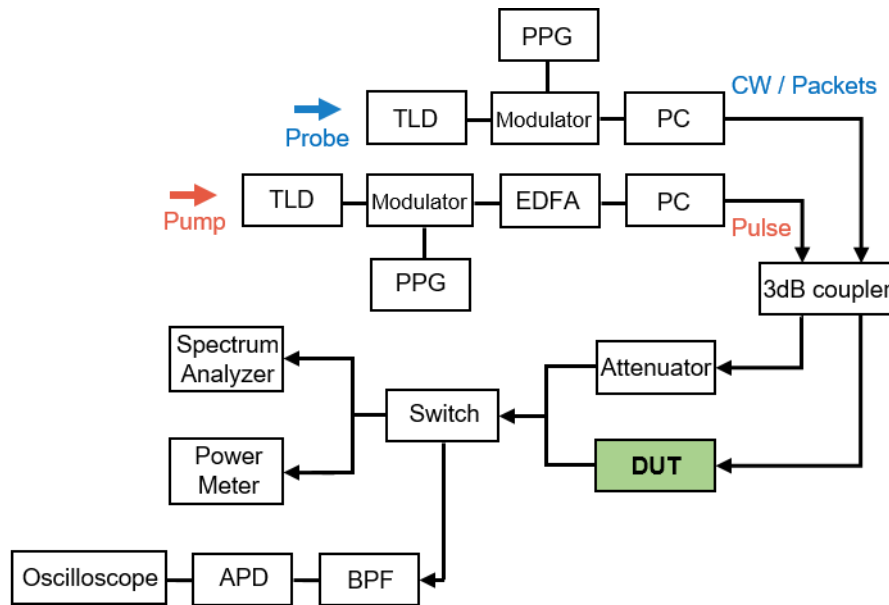 PPG
CW / Packets
TLD
Modulator
PC
Probe
TLD
Modulator
EDFA
PC
Pump
Pulse
PPG
3dB coupler
Spectrum
Analyzer
Attenuator
Switch
Power
Meter
DUT
Oscilloscope
APD
BPF